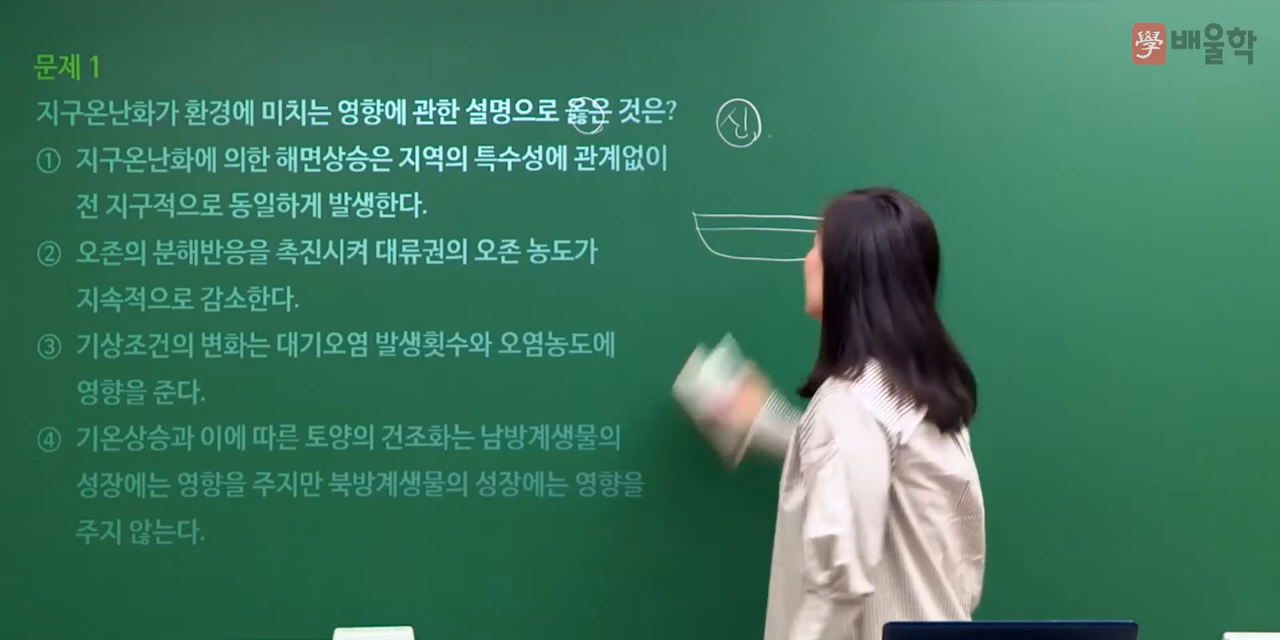 學 배울학
문제 1
지구온난화가 환경에 미치는 영향에 관한 설명으로 옳은 것은?
신
① 지구온난화에 의한 해면상승은 지역의 특수성에 관계없이
전 지구적으로 동일하게 발생한다.
② 오존의 분해반응을 촉진시켜 대류권의 오존 농도가
지속적으로 감소한다.
③ 기상조건의 변화는 대기오염 발생횟수와 오염농도에
영향을 준다.
④ 기온상승과 이에 따른 토양의 건조화는 남방계생물의
성장에는 영향을 주지만 북방계생물의 성장에는 영향을
주지 않는다.